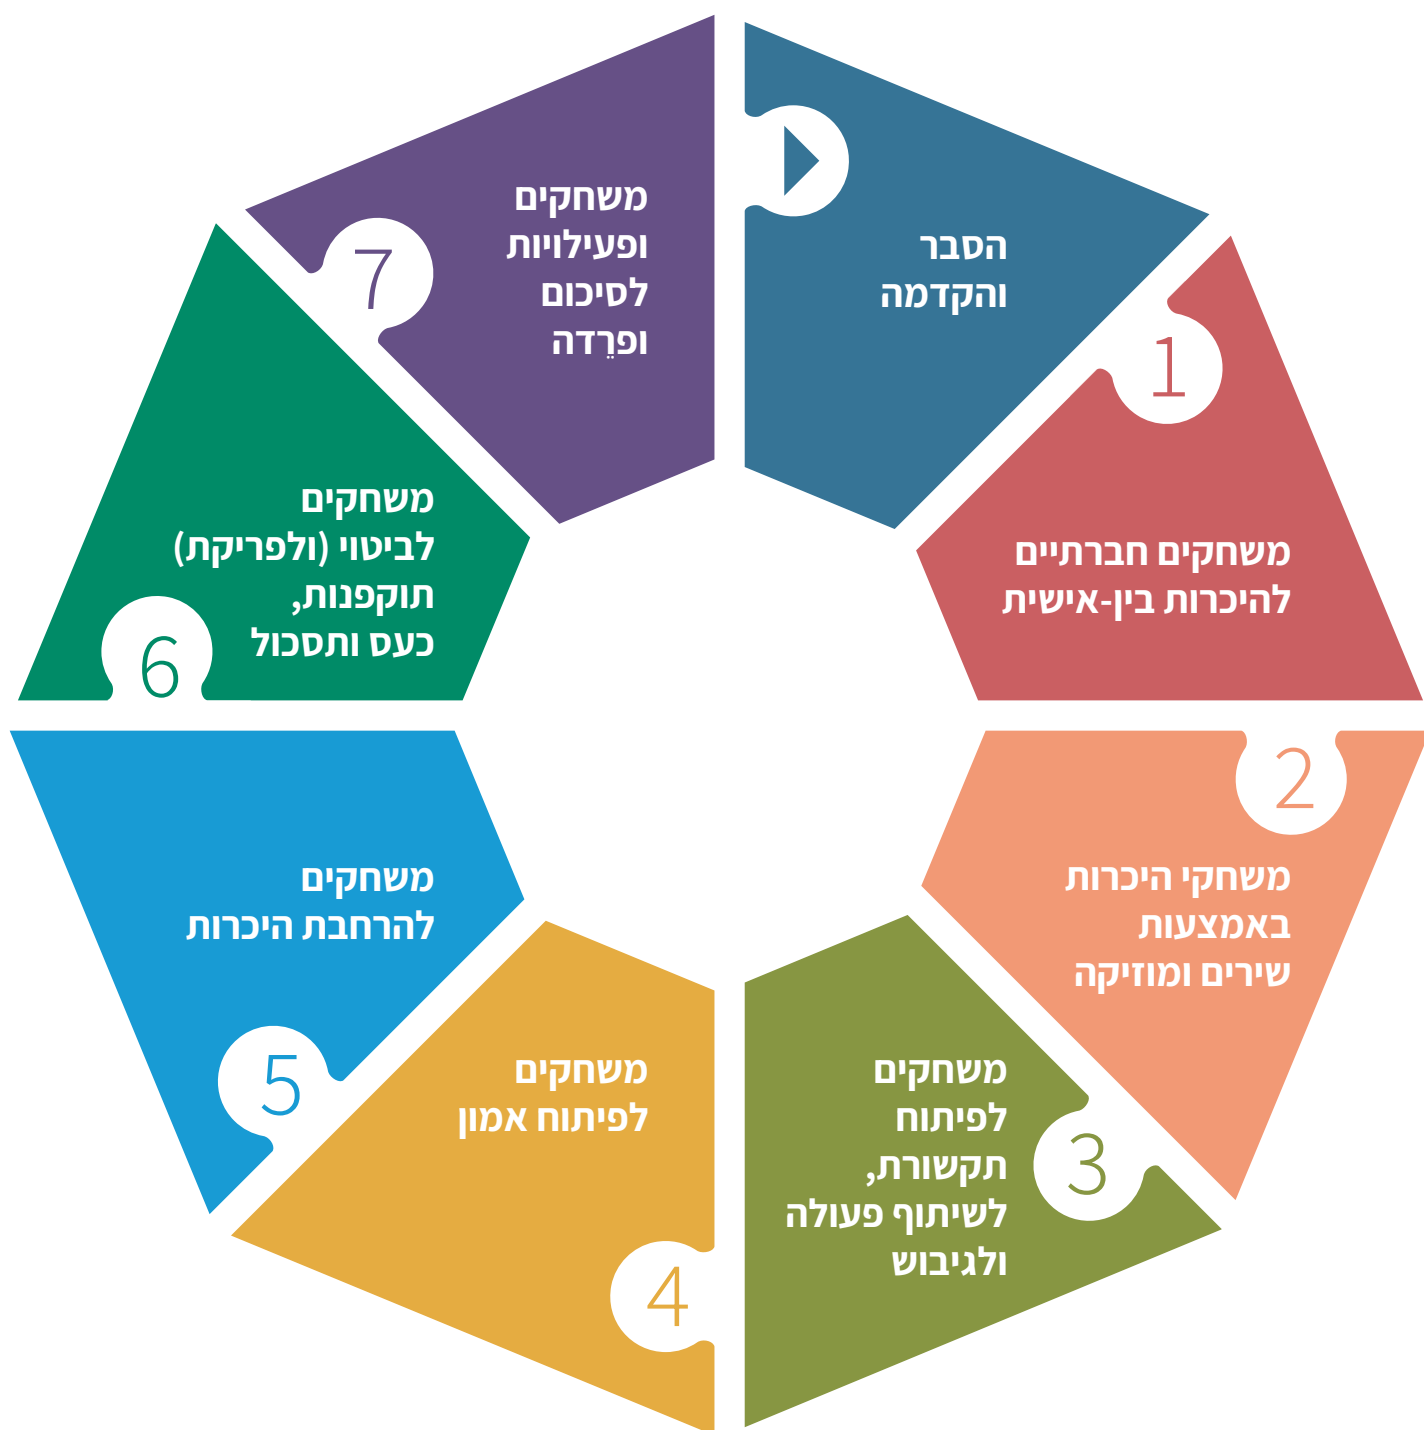 הסבר
והקדמה
1
משחקים חברתיים
להיכרות בין-אישית
2
משחקי היכרות
באמצעות
שירים ומוזיקה
3
משחקים
לפיתוח
תקשורת,
לשיתוף פעולה
ולגיבוש
4
משחקים
לפיתוח אמון
5
משחקים
להרחבת היכרות
6
משחקים
לביטוי (ולפריקת)
תוקפנות,
כעס ותסכול
7
משחקים
ופעילויות
לסיכום
ופרֵדה